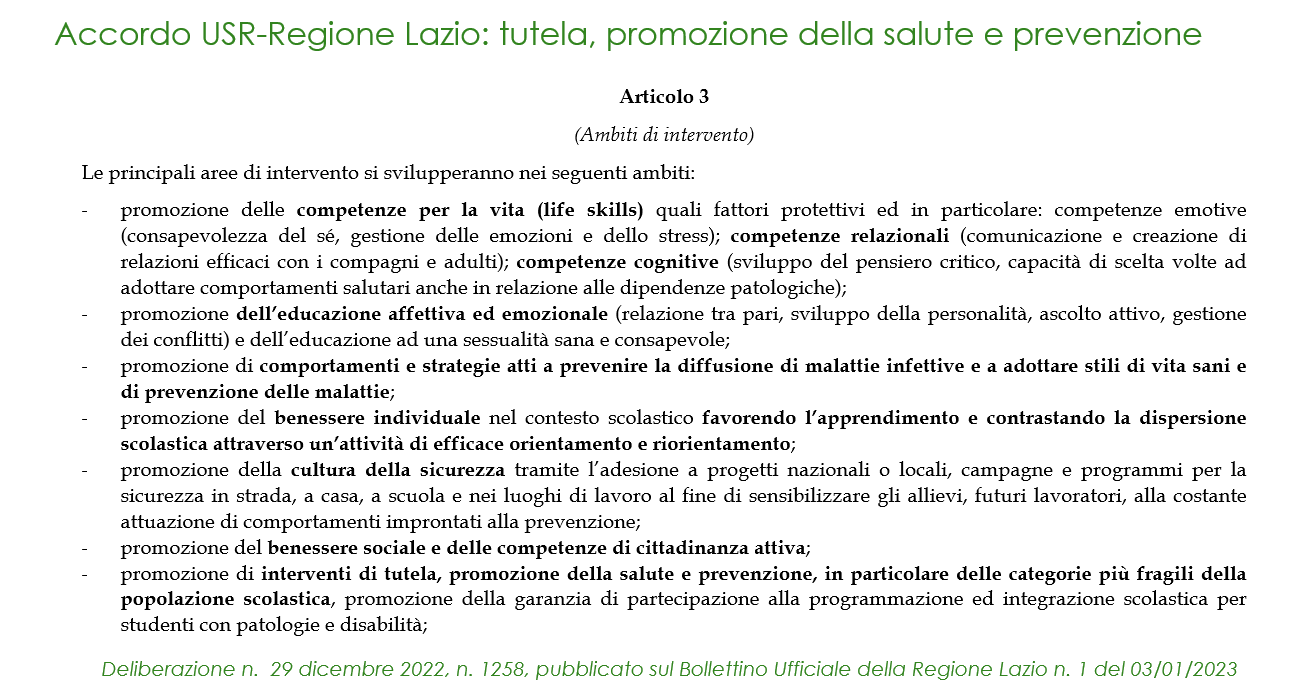 Accordo USR-Regione Lazio: tutela, promozione della salute e prevenzione
Articolo 3
(Ambiti di intervento)
Le principali aree di intervento si svilupperanno nei seguenti ambiti:
- promozione delle competenze per la vita (life skills) quali fattori protettivi ed in particolare: competenze emotive
(consapevolezza del sé, gestione delle emozioni e dello stress); competenze relazionali (comunicazione e creazione di
relazioni efficaci con i compagni e adulti); competenze cognitive (sviluppo del pensiero critico, capacità di scelta volte ad
adottare comportamenti salutari anche in relazione alle dipendenze patologiche);
- promozione dell’educazione affettiva ed emozionale (relazione tra pari, sviluppo della personalità, ascolto attivo, gestione
dei conflitti) e dell’educazione ad una sessualità sana e consapevole;
- promozione di comportamenti e strategie atti a prevenire la diffusione di malattie infettive e a adottare stili di vita sani e
di prevenzione delle malattie;
- promozione del benessere individuale nel contesto scolastico favorendo l’apprendimento e contrastando la dispersione
scolastica attraverso un’attività di efficace orientamento e riorientamento;
- promozione della cultura della sicurezza tramite l’adesione a progetti nazionali o locali, campagne e programmi per la
sicurezza in strada, a casa, a scuola e nei luoghi di lavoro al fine di sensibilizzare gli allievi, futuri lavoratori, alla costante
attuazione di comportamenti improntati alla prevenzione;
- promozione del benessere sociale e delle competenze di cittadinanza attiva;
- promozione di interventi di tutela, promozione della salute e prevenzione, in particolare delle categorie più fragili della
popolazione scolastica, promozione della garanzia di partecipazione alla programmazione ed integrazione scolastica per
studenti con patologie e disabilità;
Deliberazione n. 29 dicembre 2022, n. 1258, pubblicato sul Bollettino Ufficiale della Regione Lazio n. 1 del 03/01/2023